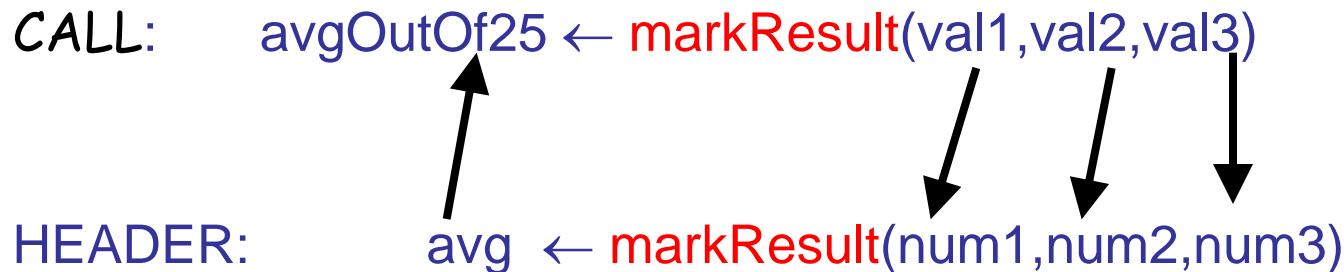 CALL: avgOutOf25 ← markResult(val1,val2,val3)
HEADER: avg ← markResult(num1,num2,num3)